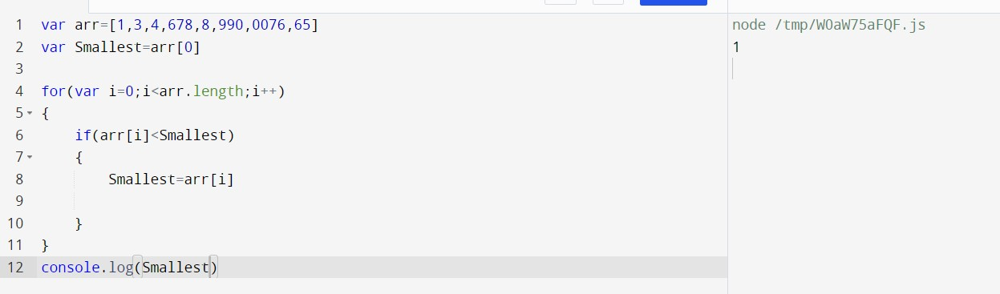 1 var arr=[1,3,4,678,8,990,0076,65]
2 var Smallest=arr[0]
3
4 for(var i=0;i<arr.length;i++)
5 {
6 if(arr[i]<Smallest)
7 {
8 Smallest=arr[i]
9
10 }
11 }
12 console.log(Smallest)
node /tmp/WOaW75aFQF.js
1